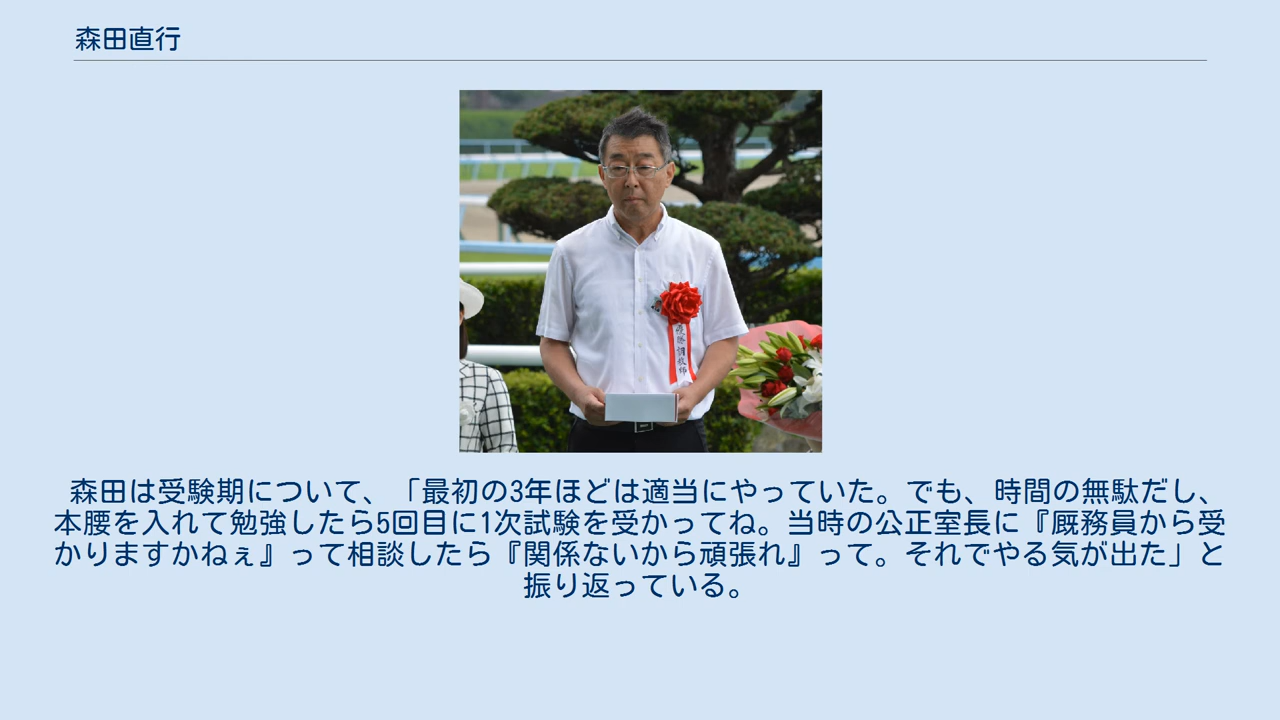 森田直行
優勝調教師
森田は受験期について、「最初の3年ほどは適当にやっていた。でも、時間の無駄だし、
本腰を入れて勉強したら5回目に1次試験を受かってね。当時の公正室長に『厩務員から受
かりますかねぇ』って相談したら『関係ないから頑張れ』って。それでやる気が出た」と
振り返っている。